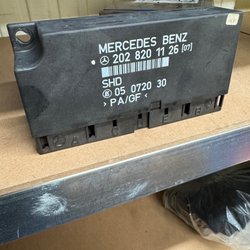 MERCEDES BENZ
202 820 11 26 [07]
SHD
05 0720 30
> PA/GF <